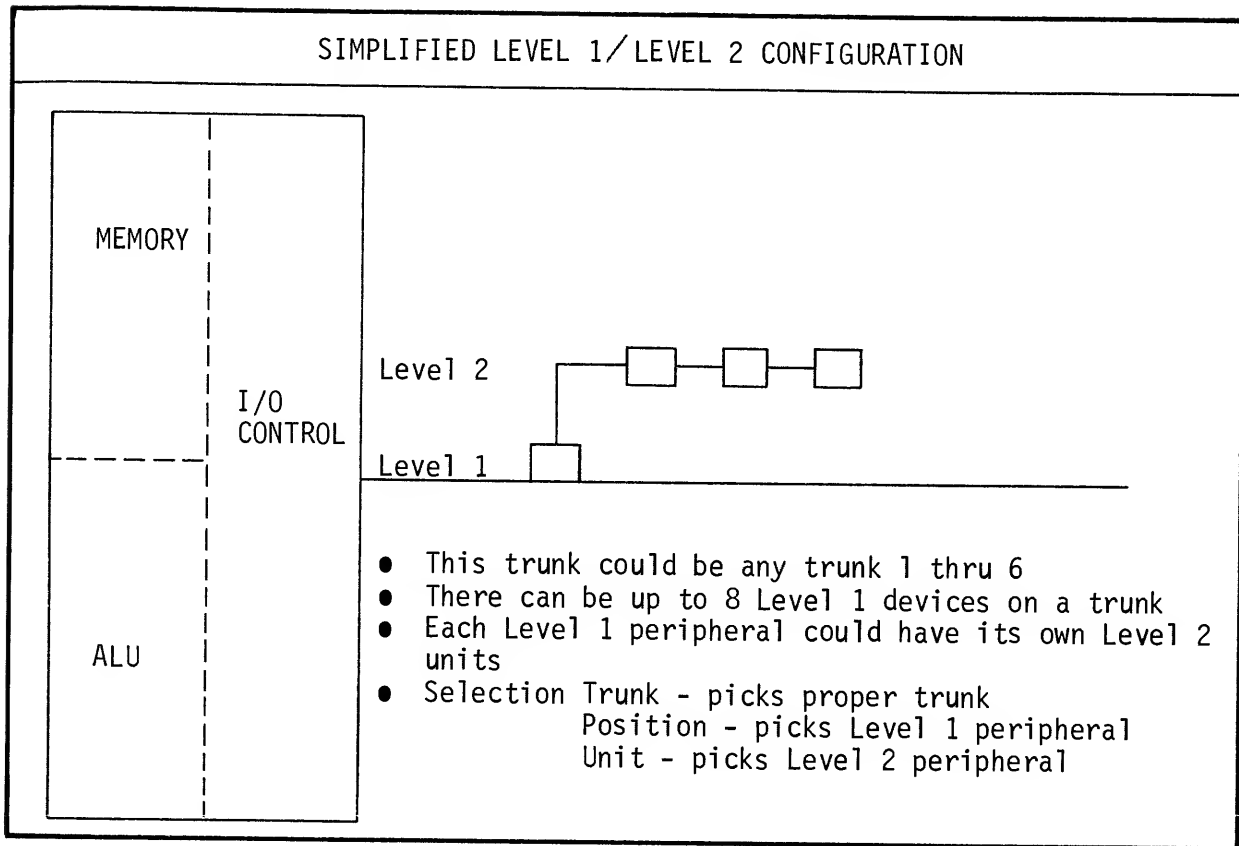 SIMPLIFIED LEVEL 1/LEVEL 2 CONFIGURATION
MEMORY
I/O
CONTROL
ALU
Level 2
Level 1
● This trunk could be any trunk 1 thru 6
● There can be up to 8 Level 1 devices on a trunk
● Each Level 1 peripheral could have its own Level 2
units
● Selection Trunk - picks proper trunk
Position - picks Level 1 peripheral
Unit - picks Level 2 peripheral